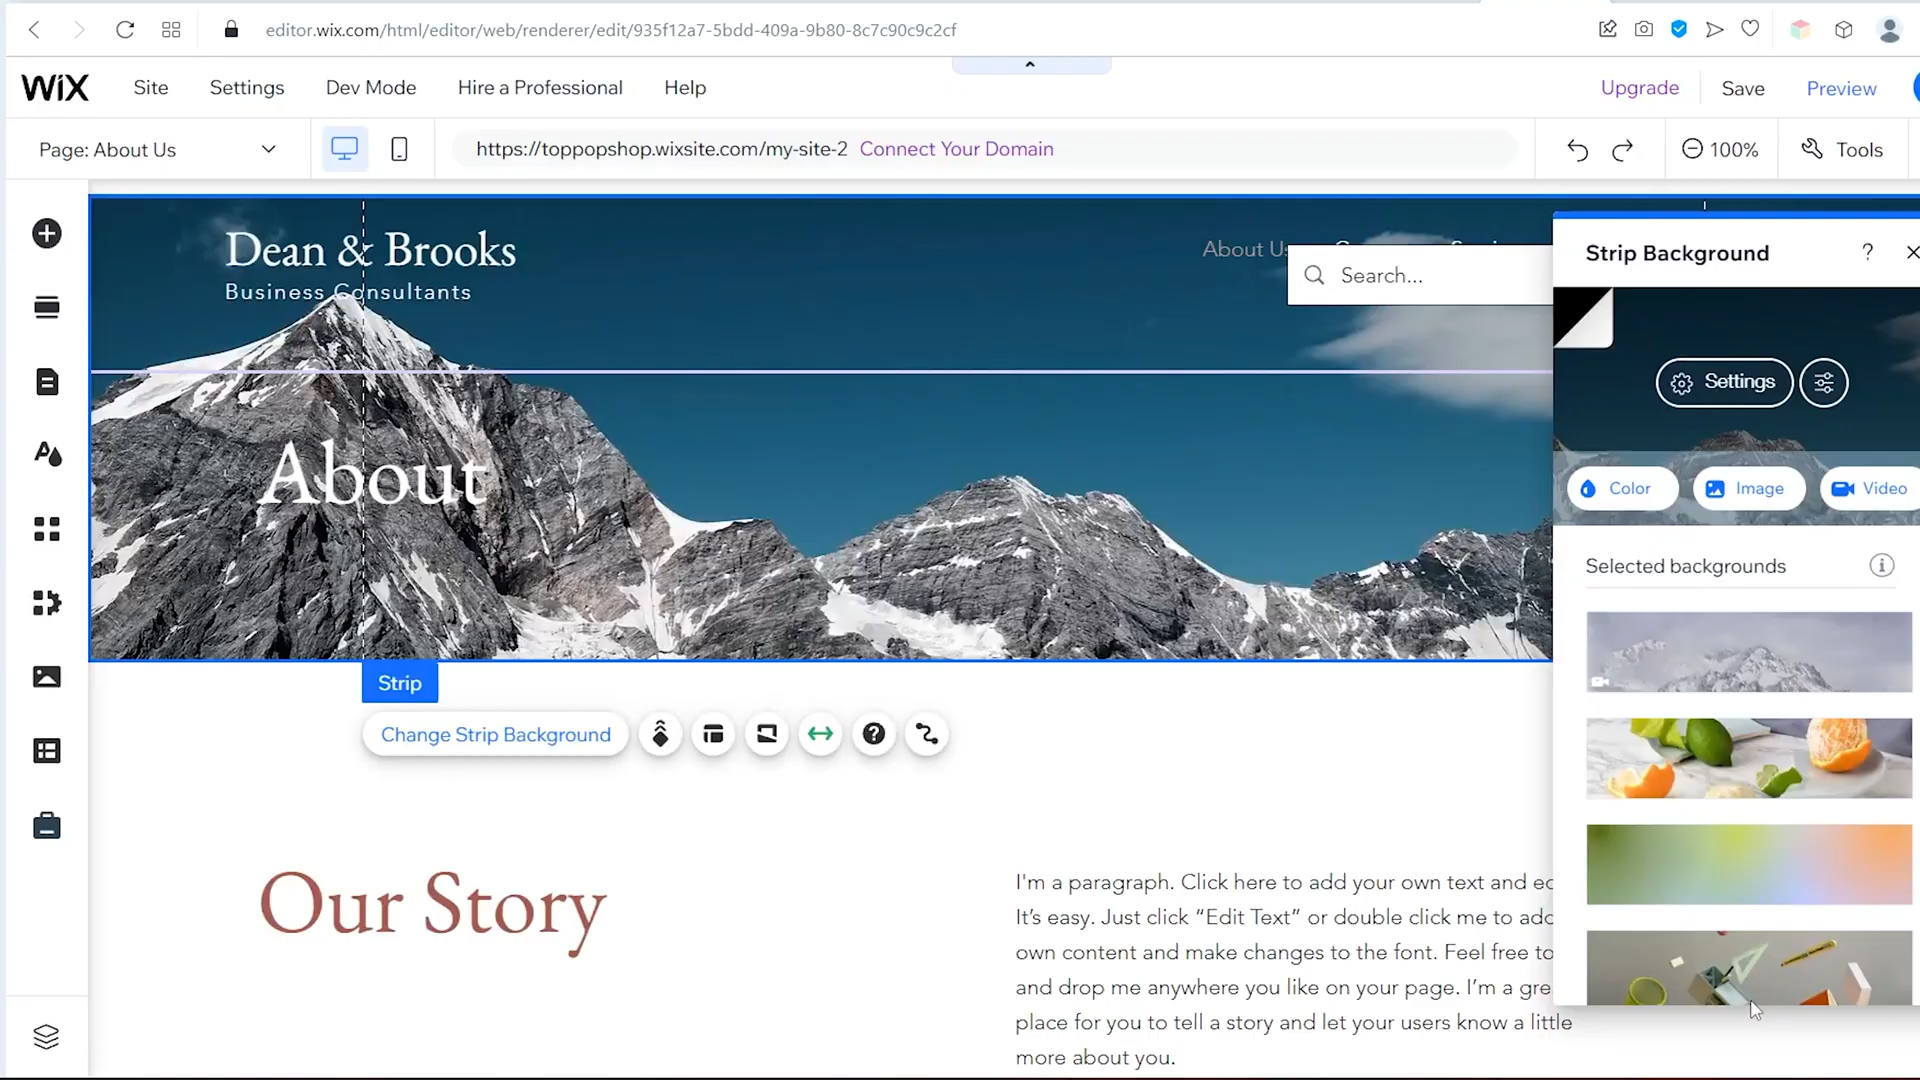 editor.wix.com/html/editor/web/renderer/edit/935f12a7-5bdd-409a-9b80-8c7c90c9c2cf
WiX Site Settings Dev Mode Hire a Professional Help Upgrade Save Preview
Page: About Us https://toppopshop.wixsite.com/my-site-2 Connect Your Domain 100% Tools
Dean & Brooks
Business Consultants
About Us
Search...
About
Strip
Change Strip Background
Our Story
I'm a paragraph. Click here to add your own text and
It's easy. Just click “Edit Text” or double click me to add
own content and make changes to the font. Feel free to
and drop me anywhere you like on your page. I'm a
place for you to tell a story and let your users know a little
more about you.
Strip Background ?
Settings
Color Image Video
Selected backgrounds